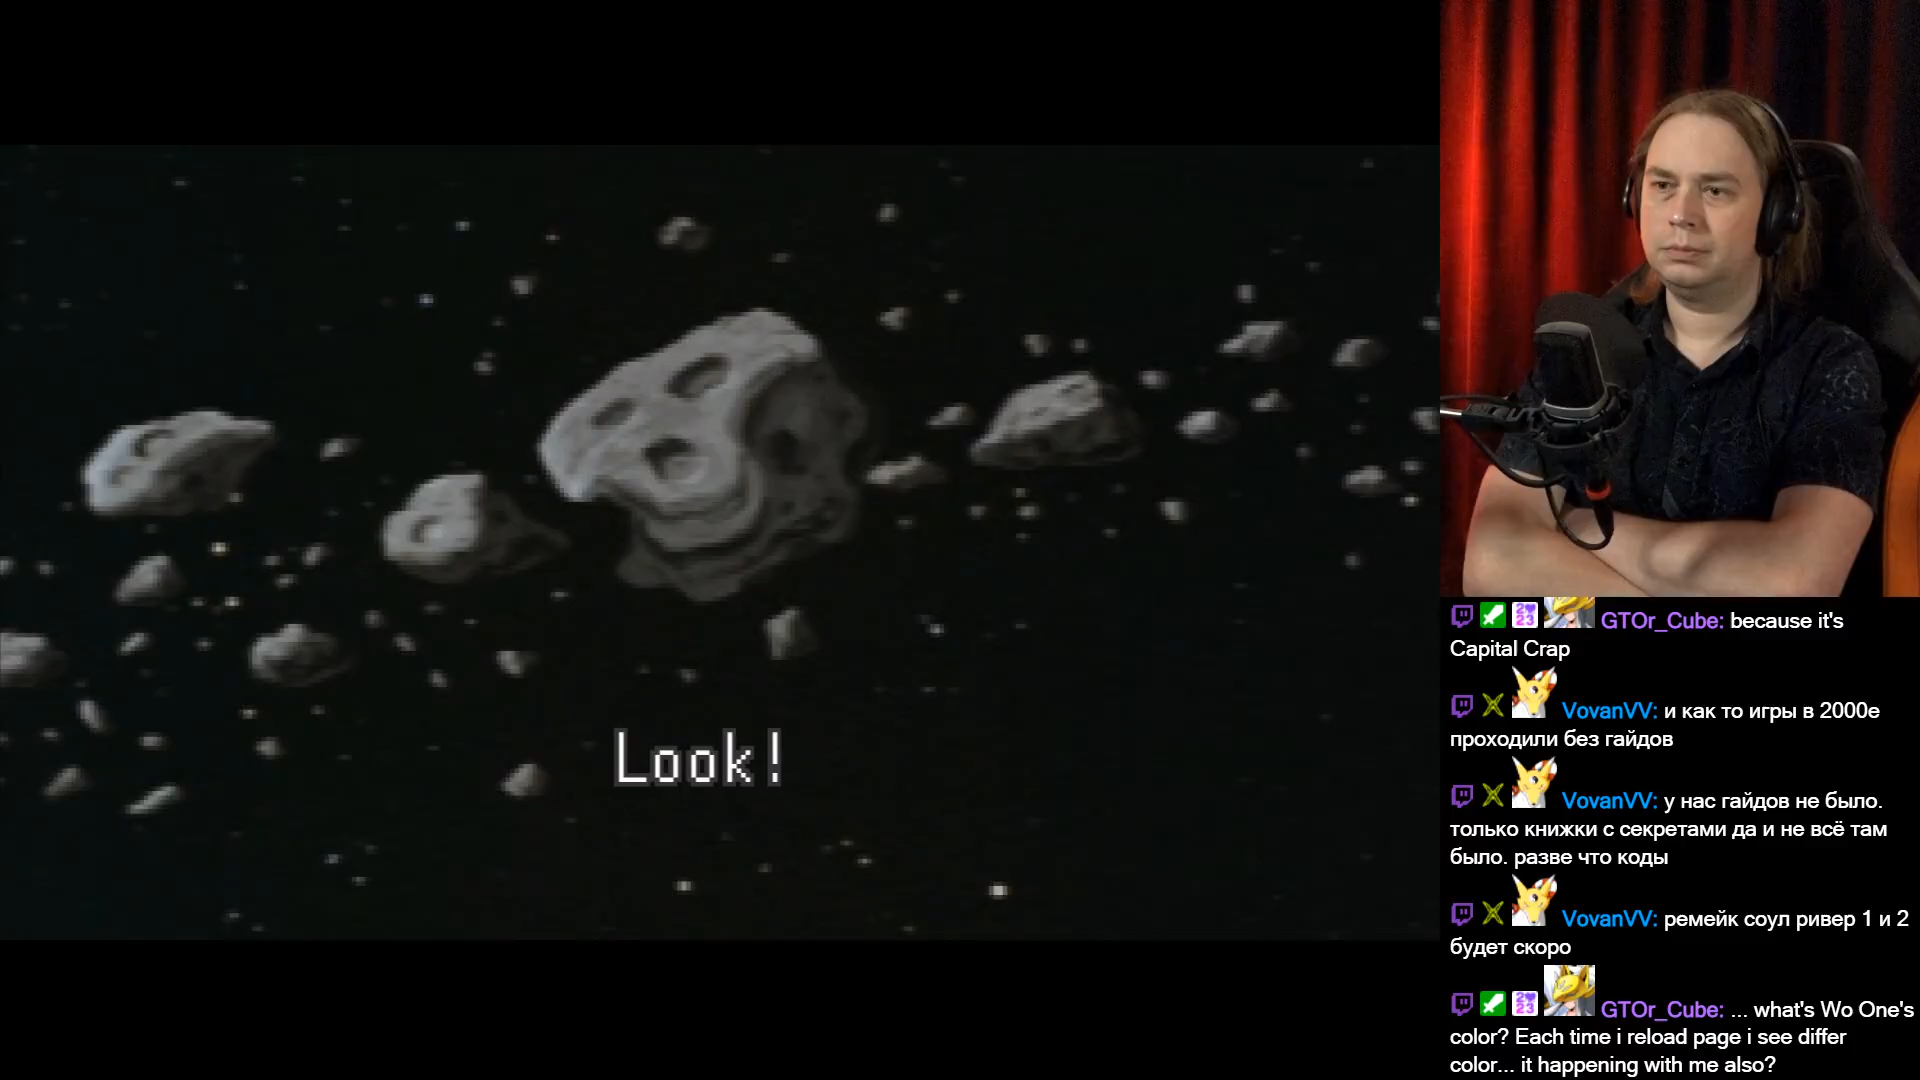 Look!
GTOr_Cube: because it's
Capital Crap
VovanVV: и как то игры в 2000е
проходили без гайдов
VovanVV: у нас гайдов не было.
только книжки с секретами да и не всё там
было. разве что коды
VovanVV: ремейк соул ривер 1 и 2
будет скоро
GTOr_Cube: ... what's Wo One's
color? Each time i reload page i see differ
color... it happening with me also?